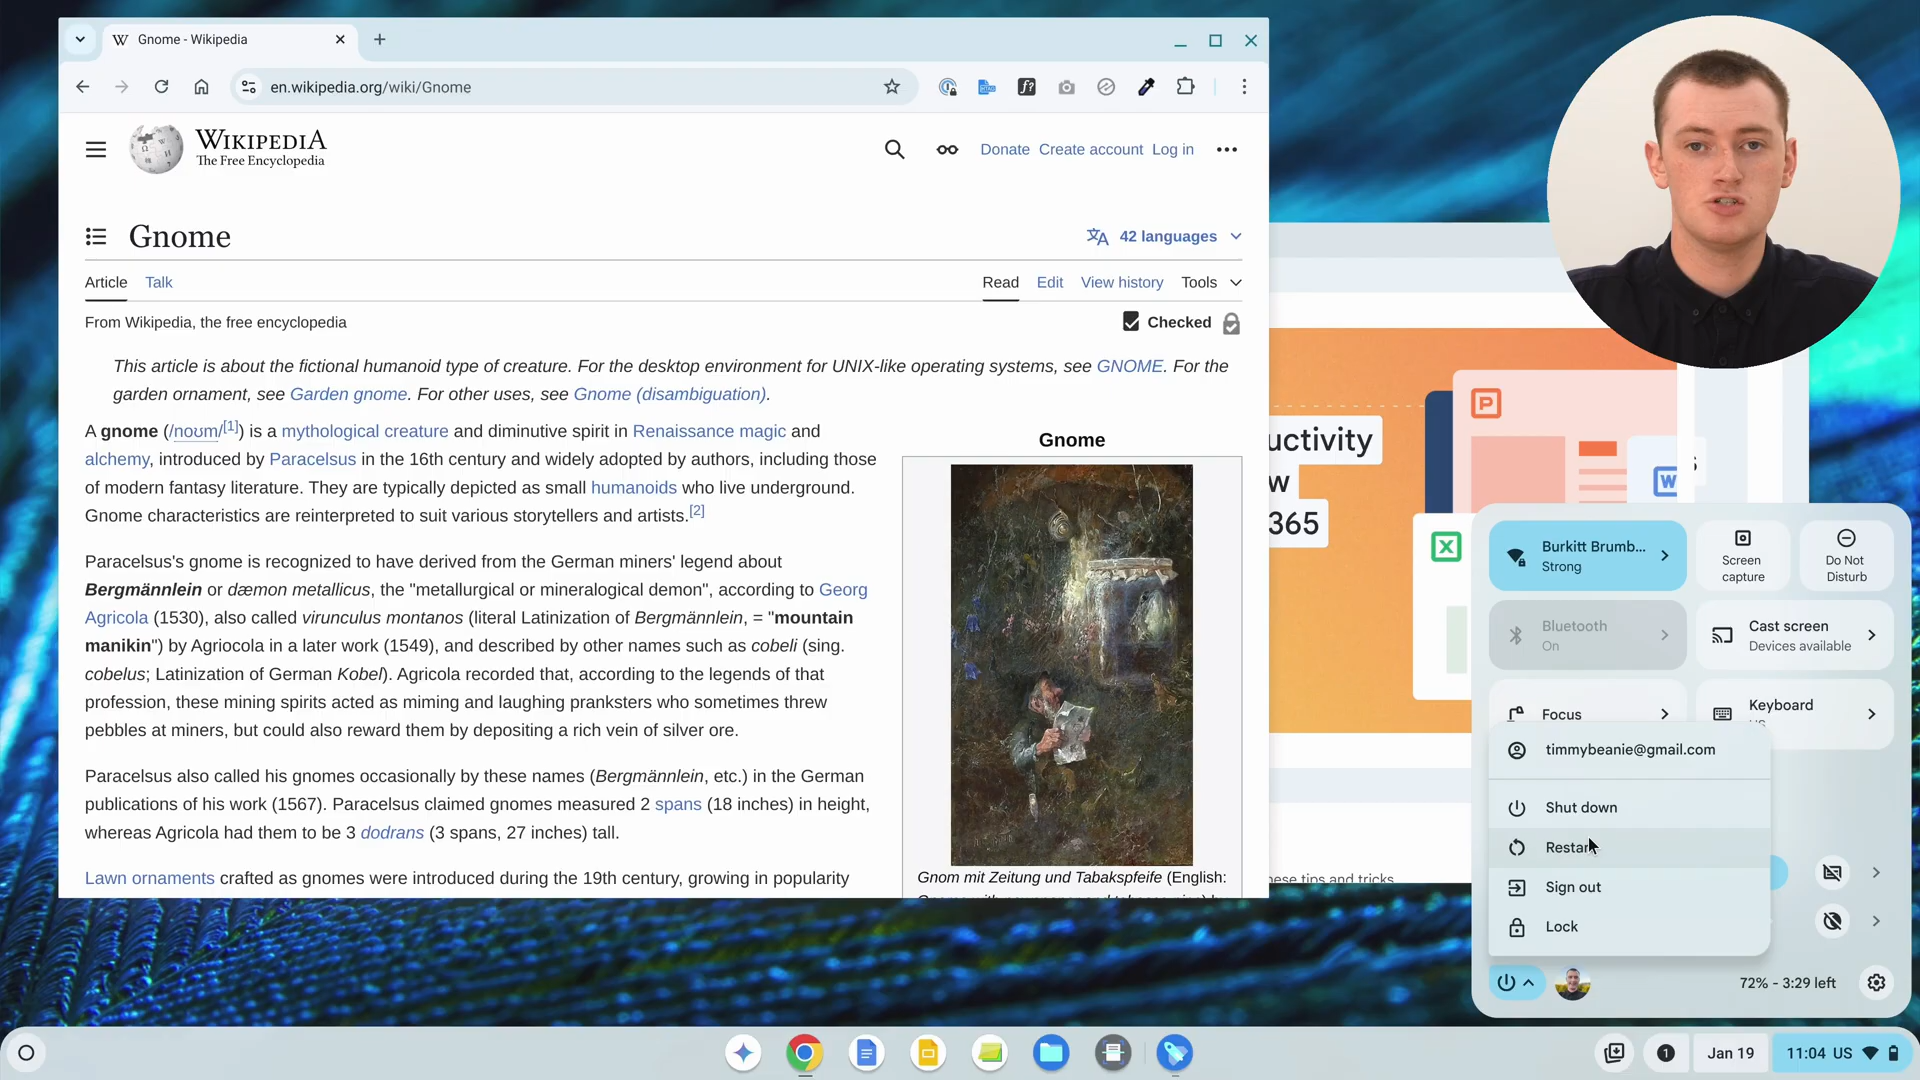 Gnome - Wikipedia
en.wikipedia.org/wiki/Gnome
WIKIPEDIA
The Free Encyclopedia
Donate Create account Log in
Gnome
42 languages
Article Talk
Read Edit View history Tools
From Wikipedia, the free encyclopedia
Checked
This article is about the fictional humanoid type of creature. For the desktop environment for UNIX-like operating systems, see GNOME. For the
garden ornament, see Garden gnome. For other uses, see Gnome (disambiguation).
A gnome (/noʊm/[1]) is a mythological creature and diminutive spirit in Renaissance magic and
alchemy, introduced by Paracelsus in the 16th century and widely adopted by authors, including those
of modern fantasy literature. They are typically depicted as small humanoids who live underground.
Gnome characteristics are reinterpreted to suit various storytellers and artists.[2]
Paracelsus's gnome is recognized to have derived from the German miners' legend about
Bergmännlein or dæmon metallicus, the "metallurgical or mineralogical demon", according to Georg
Agricola (1530), also called virunculus montanos (literal Latinization of Bergmännlein, = "mountain
manikin") by Agriocola in a later work (1549), and described by other names such as cobeli (sing.
cobelus; Latinization of German Kobel). Agricola recorded that, according to the legends of that
profession, these mining spirits acted as miming and laughing pranksters who sometimes threw
pebbles at miners, but could also reward them by depositing a rich vein of silver ore.
Paracelsus also called his gnomes occasionally by these names (Bergmännlein, etc.) in the German
publications of his work (1567). Paracelsus claimed gnomes measured 2 spans (18 inches) in height,
whereas Agricola had them to be 3 dodrans (3 spans, 27 inches) tall.
Lawn ornaments crafted as gnomes were introduced during the 19th century, growing in popularity
Gnome
Gnom mit Zeitung und Tabakspfeife (English:
uctivity
w
365
P
W
X
hese tips and tricks
Burkitt Brumb...
Strong
Screen
capture
Do Not
Disturb
Bluetooth
On
Cast screen
Devices available
Focus
Keyboard
US
timmybeanie@gmail.com
Shut down
Restar
Sign out
Lock
72% - 3:29 left
1
Jan 19
11:04 US